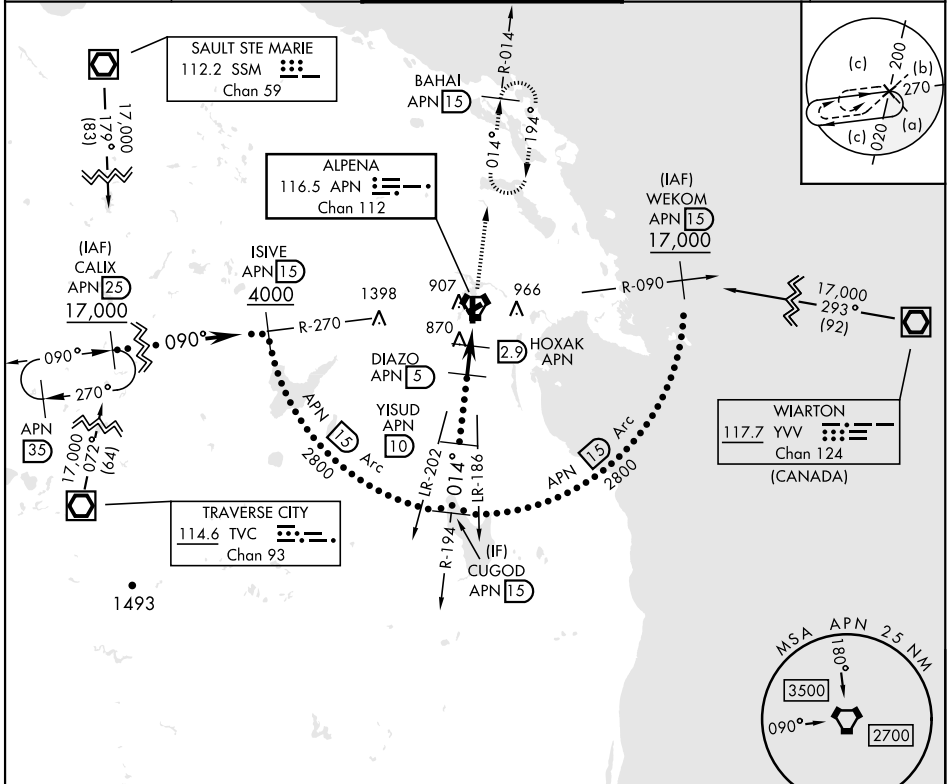 SAULT STE MARIE
112.2 SSM
Chan 59
17,000
179°
(83)
BAHAI
APN 15
R-014
014°
194°
(c)
200
(b)
270
(a)
(c)
020
ALPENA
116.5 APN
Chan 112
(IAF)
WEKOM
APN 15
17,000
(IAF)
CALIX
APN 25
17,000
ISIVE
APN 15
4000
090°
R-270
1398
907
966
R-090
17,000
293°
(92)
870
2.9 HOXAK
APN
DIAZO
APN 5
090°
270°
APN
35
YISUD
APN
10
APN 15 Arc
2800
APN 15 Arc
2800
WIARTON
117.7 YVV
Chan 124
(CANADA)
17,000
072°
(64)
LR-202
014°
LR-186
TRAVERSE CITY
114.6 TVC
Chan 93
R-194
(IF)
CUGOD
APN 15
1493
MSA APN 25 NM
180°
3500
090°
2700